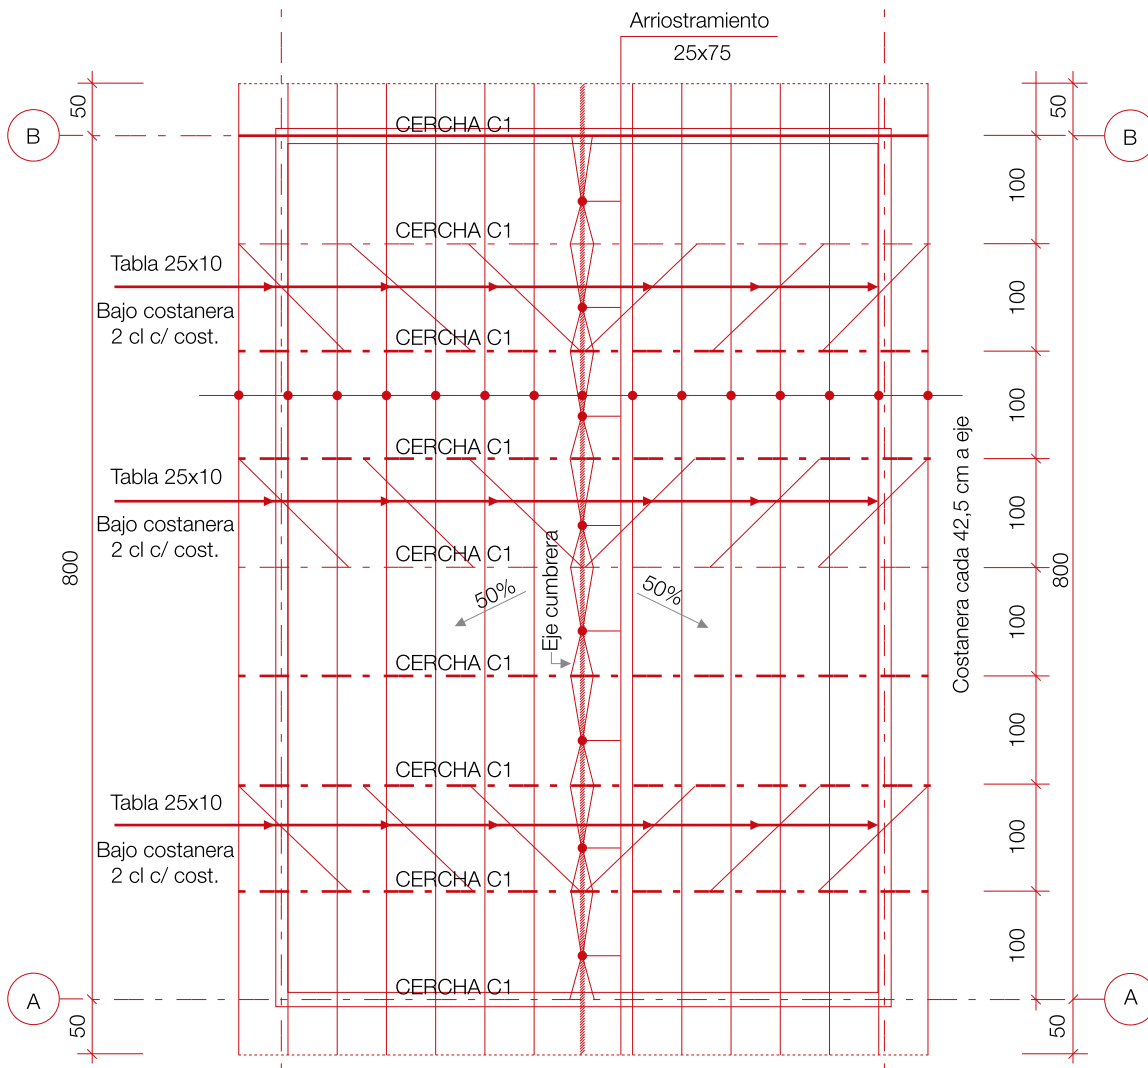 Arriostramiento
25x75
50
50
B
CERCHA C1
B
100
CERCHA C1
Tabla 25x10
Bajo costanera
2 cl c/ cost.
100
CERCHA C1
100
CERCHA C1
Tabla 25x10
Bajo costanera
2 cl c/ cost.
100
CERCHA C1
Costanera cada 42,5 cm a eje
800
800
50%
Eje cumbrera
50%
100
CERCHA C1
100
CERCHA C1
Tabla 25x10
Bajo costanera
2 cl c/ cost.
100
CERCHA C1
100
CERCHA C1
A
A
50
50